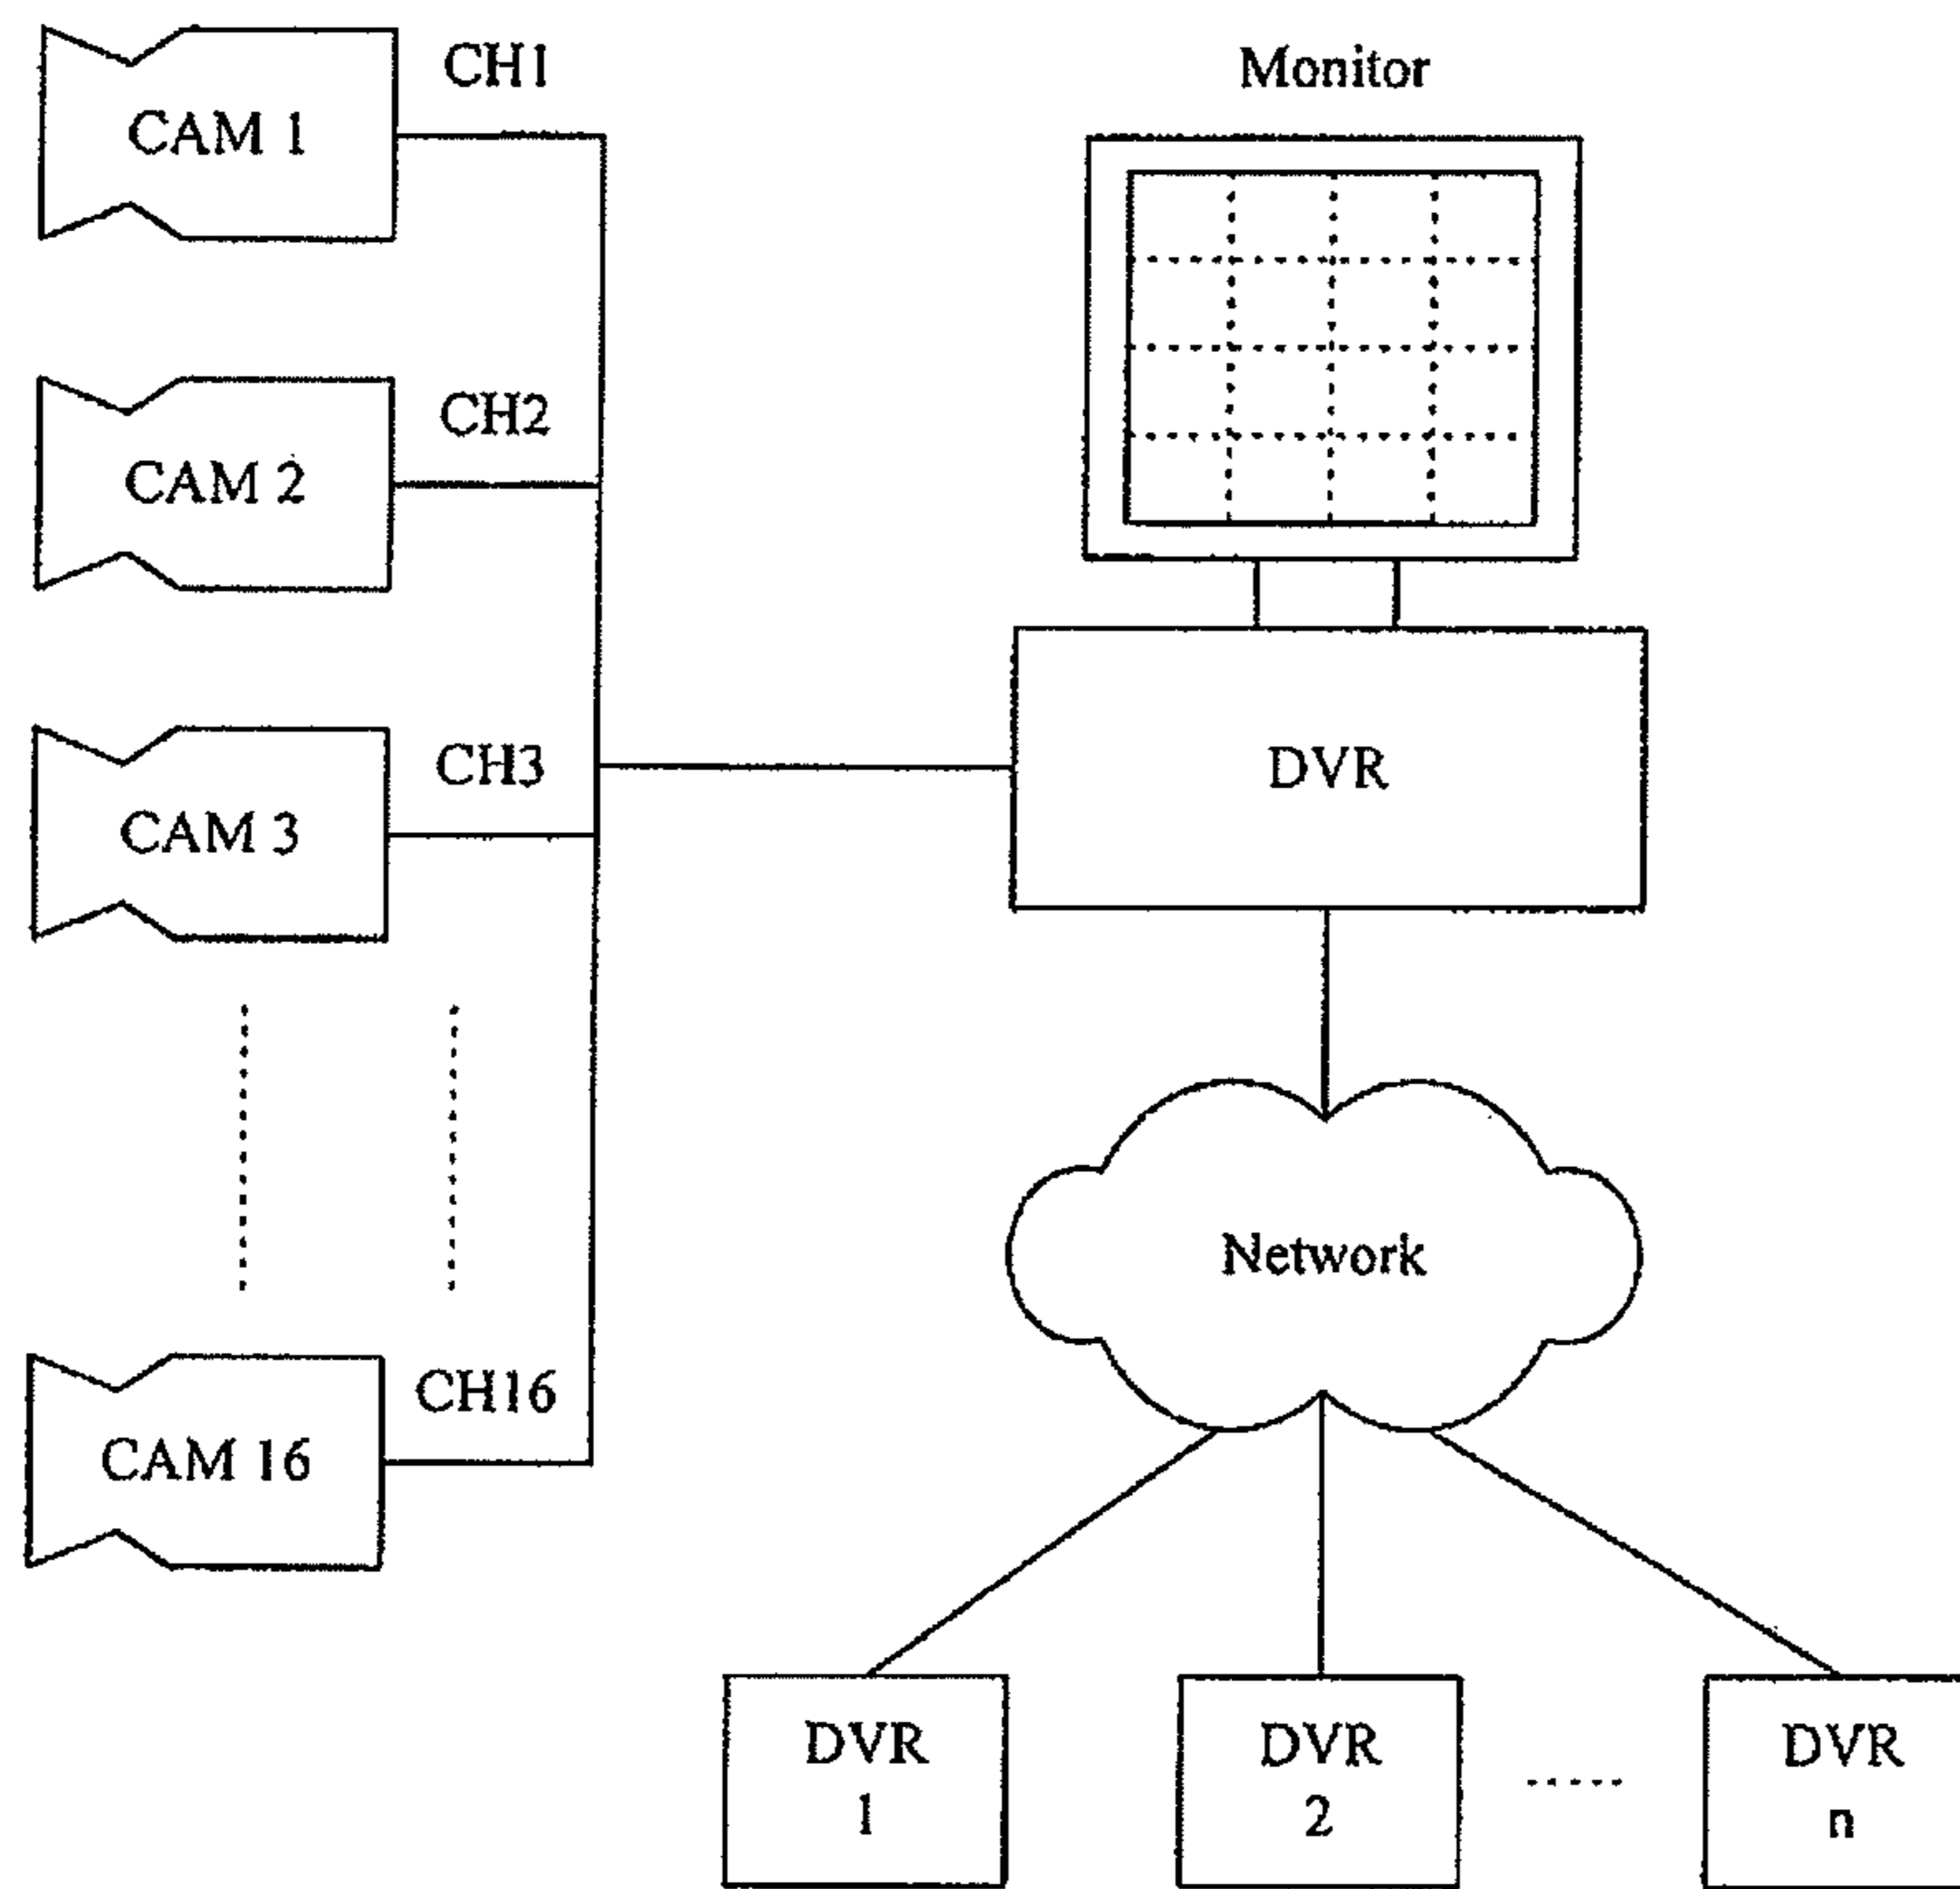 CH1
Monitor
CAM 1
CH2
CAM 2
CH3
DVR
CAM 3
Network
CH16
CAM 16
DVR
1
DVR
2
DVR
n